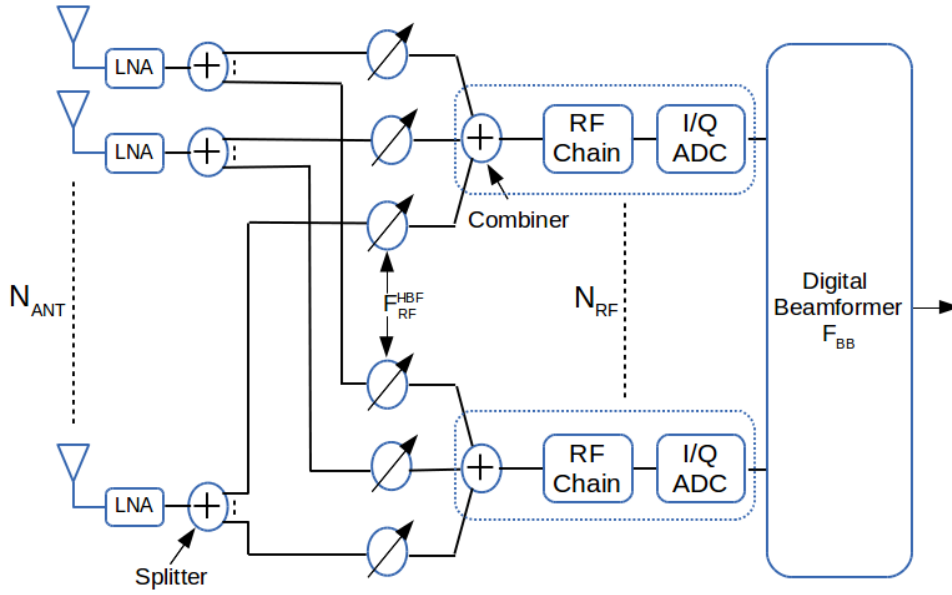 LNA
+
LNA
+
+
RF
Chain
I/Q
ADC
Combiner
N_ANT
F_RF^HBF
N_RF
Digital
Beamformer
F_BB
LNA
+
+
RF
Chain
I/Q
ADC
Splitter